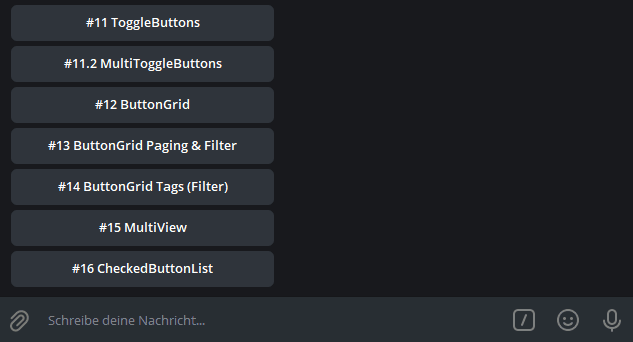 #11 ToggleButtons
#11.2 MultiToggleButtons
#12 ButtonGrid
#13 ButtonGrid Paging & Filter
#14 ButtonGrid Tags (Filter)
#15 MultiView
#16 CheckedButtonList
Schreibe deine Nachricht...